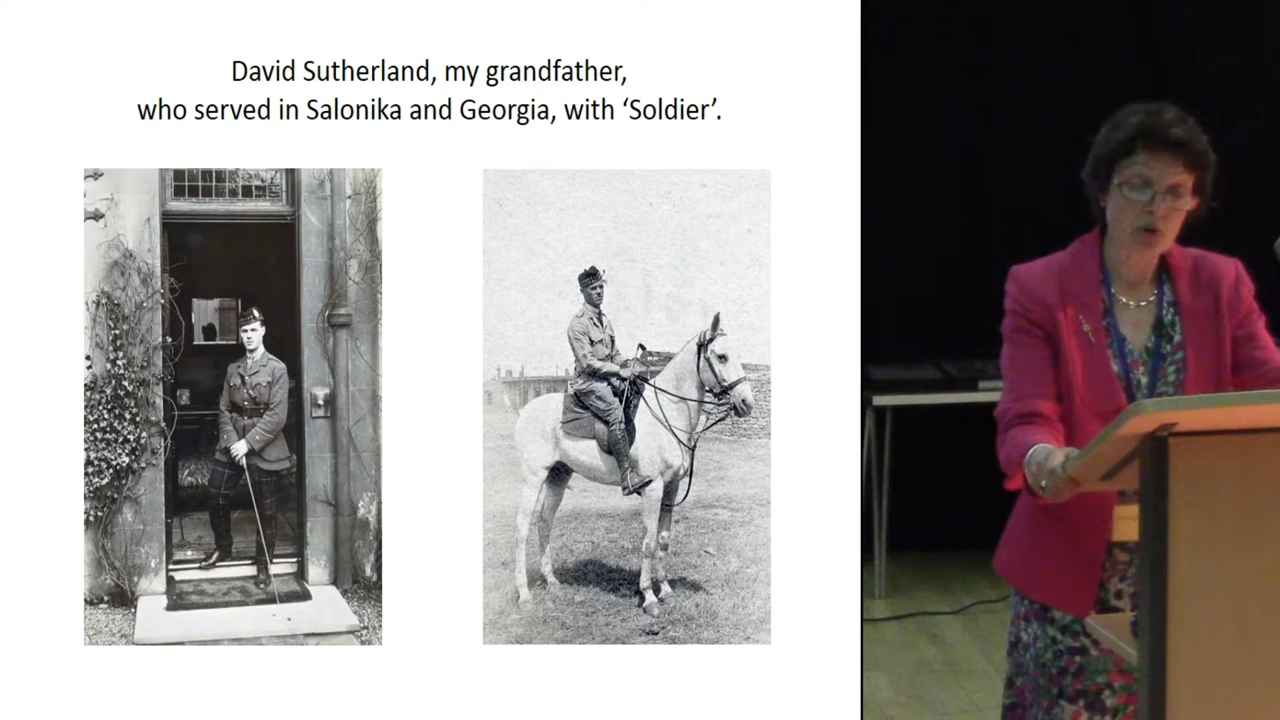 David Sutherland, my grandfather,
who served in Salonika and Georgia, with ‘Soldier’.